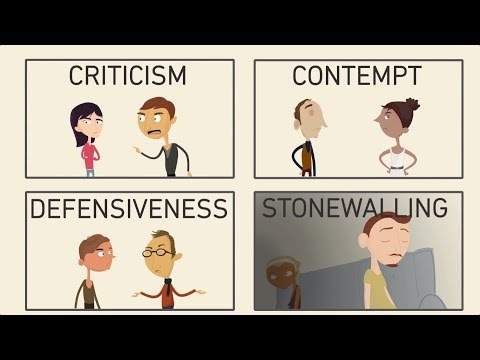 CRITICISM
CONTEMPT
DEFENSIVENESS
STONEWALLING